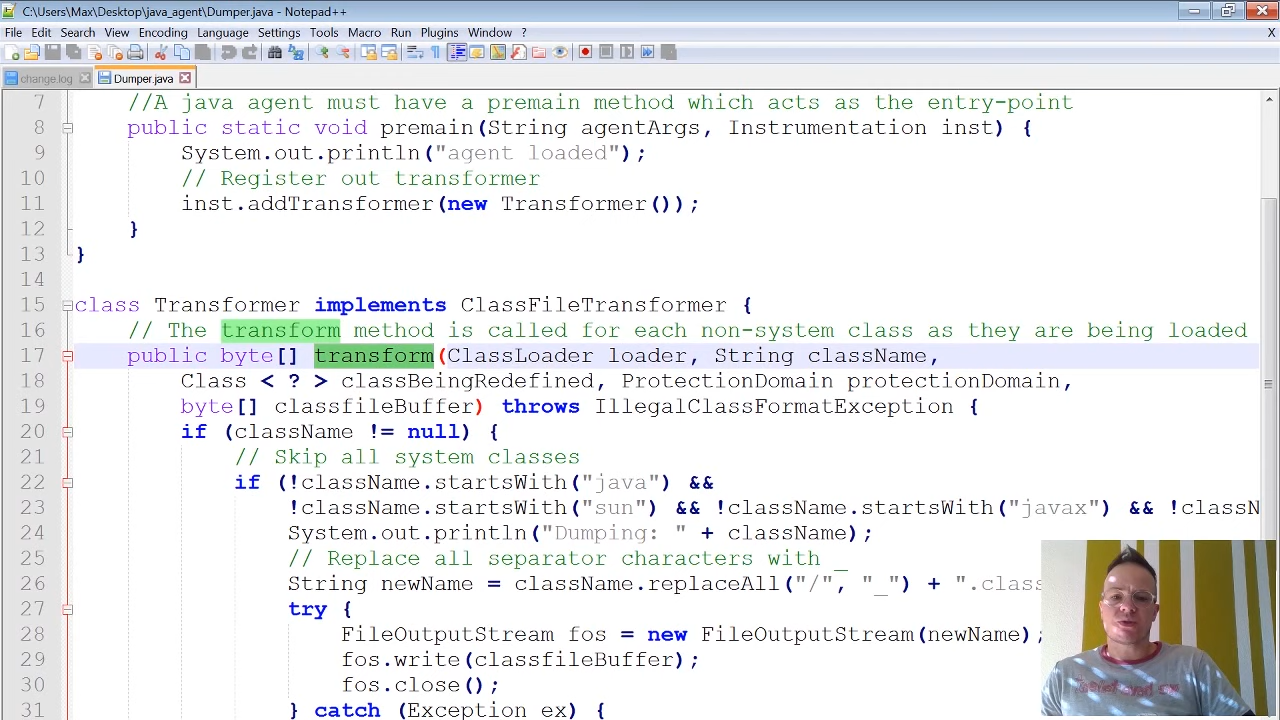 C:\Users\Max\Desktop\java_agent\Dumper.java - Notepad++
File Edit Search View Encoding Language Settings Tools Macro Run Plugins Window ? X
change.log Dumper.java
7 //A java agent must have a premain method which acts as the entry-point
8 public static void premain(String agentArgs, Instrumentation inst) {
9 System.out.println("agent loaded");
10 // Register out transformer
11 inst.addTransformer(new Transformer());
12 }
13 }
14
15 class Transformer implements ClassFileTransformer {
16 // The transform method is called for each non-system class as they are being loaded
17 public byte[] transform(ClassLoader loader, String className,
18 Class < ? > classBeingRedefined, ProtectionDomain protectionDomain,
19 byte[] classfileBuffer) throws IllegalClassFormatException {
20 if (className != null) {
21 // Skip all system classes
22 if (!className.startsWith("java") &&
23 !className.startsWith("sun") && !className.startsWith("javax") && !classN
24 System.out.println("Dumping: " + className);
25 // Replace all separator characters with _
26 String newName = className.replaceAll("/", "_") + ".clas
27 try {
28 FileOutputStream fos = new FileOutputStream(newName);
29 fos.write(classfileBuffer);
30 fos.close();
31 } catch (Exception ex) {